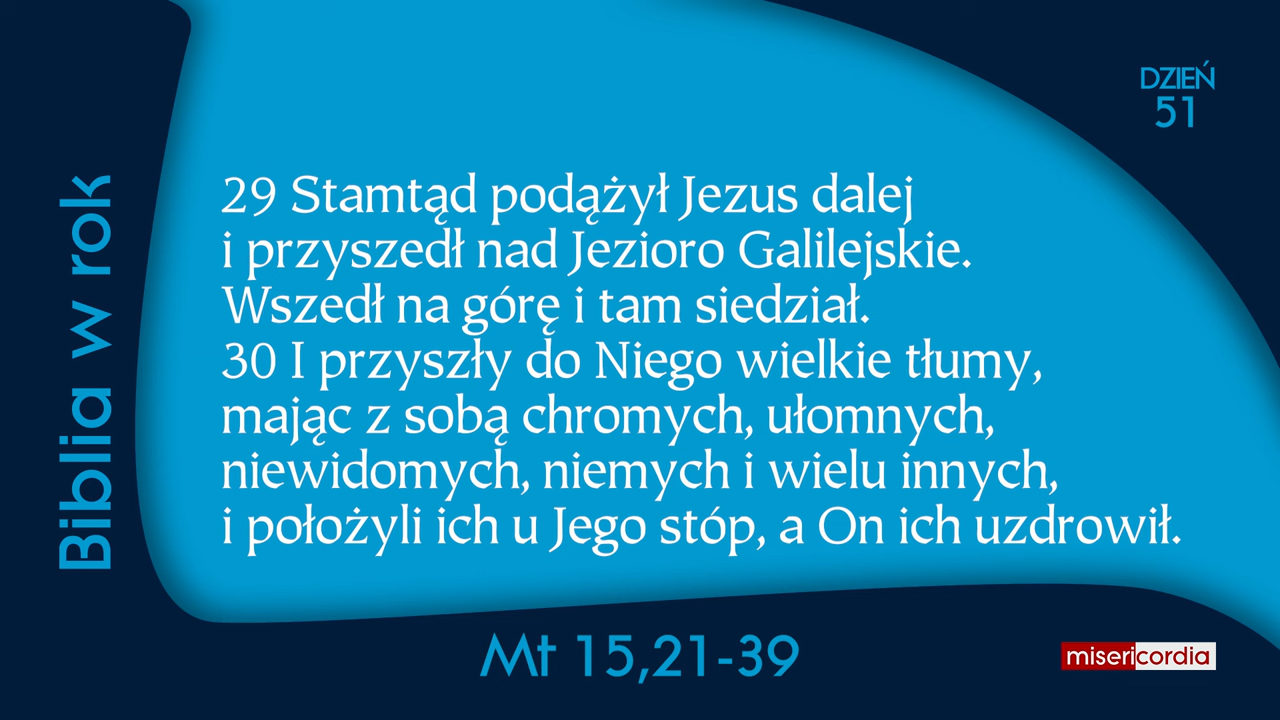 DZIEŃ
51
Biblia w rok
29 Stamtąd podążył Jezus dalej
i przyszedł nad Jezioro Galilejskie.
Wszedł na górę i tam siedział.
30 I przyszły do Niego wielkie tłumy,
mając z sobą chromych, ułomnych,
niewidomych, niemych i wielu innych,
i położyli ich u Jego stóp, a On ich uzdrowił.
Mt 15,21-39
misericordia